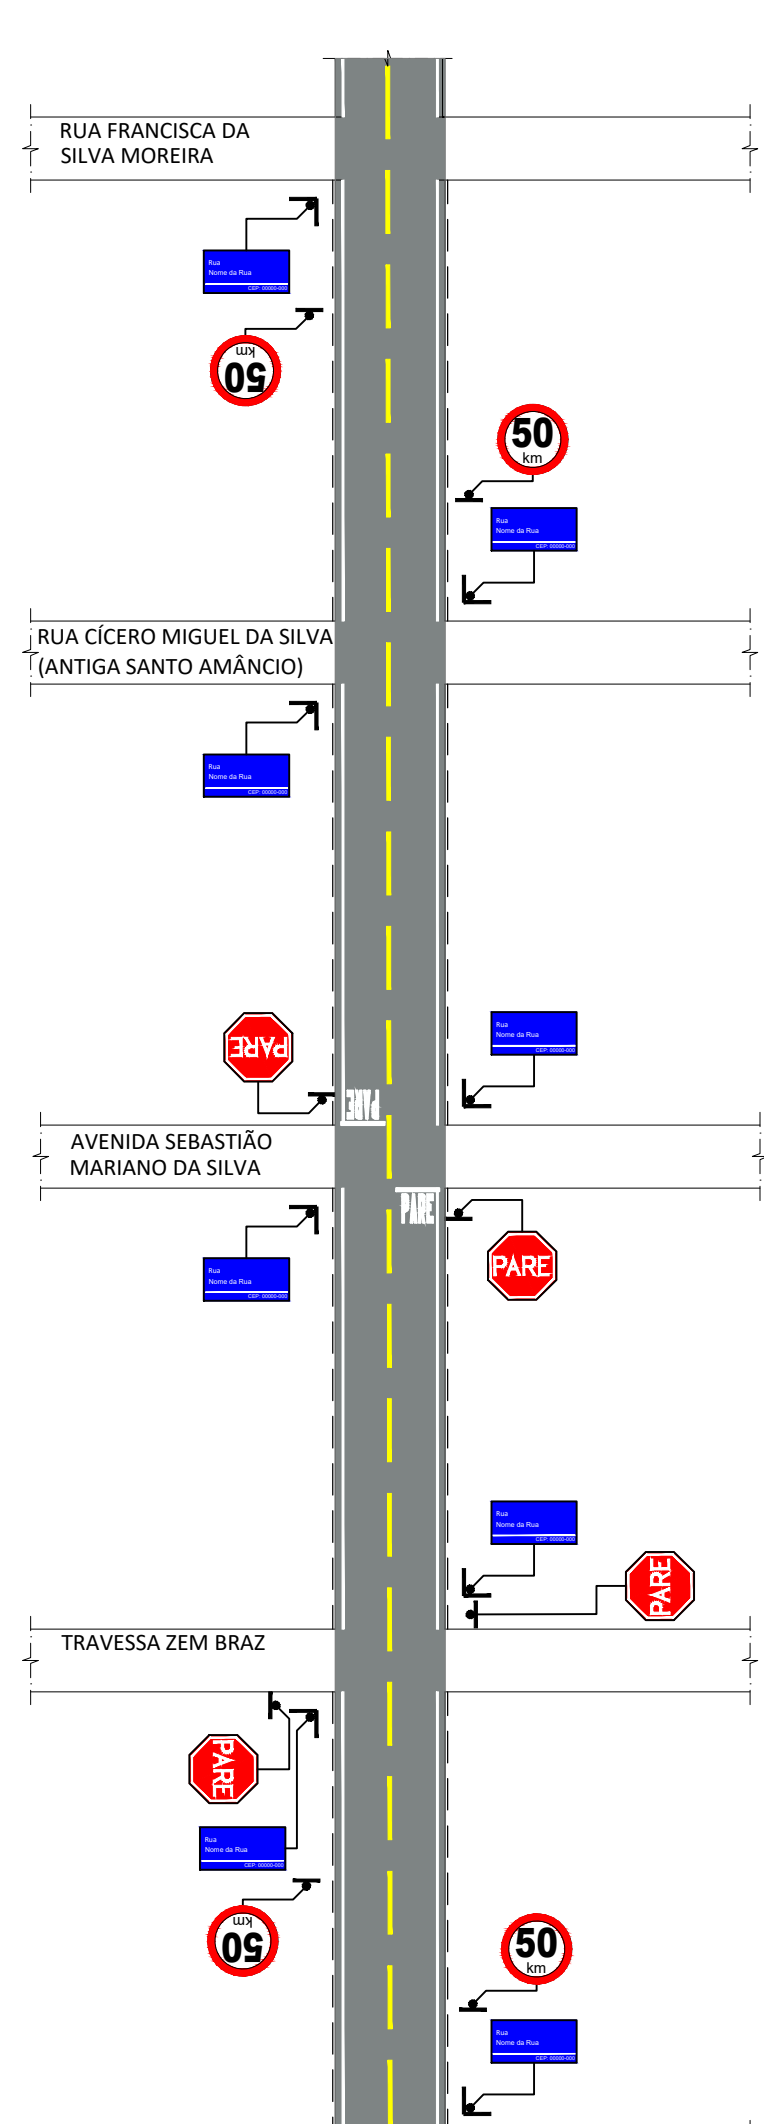 RUA FRANCISCA DA
SILVA MOREIRA
Rua
Nome da Rua
CEP: 00000-000
50
km
50
km
Rua
Nome da Rua
CEP: 00000-000
RUA CÍCERO MIGUEL DA SILVA
(ANTIGA SANTO AMÂNCIO)
Rua
Nome da Rua
CEP: 00000-000
Rua
Nome da Rua
CEP: 00000-000
PARE
PARE
AVENIDA SEBASTIÃO
MARIANO DA SILVA
PARE
PARE
Rua
Nome da Rua
CEP: 00000-000
Rua
Nome da Rua
CEP: 00000-000
PARE
TRAVESSA ZEM BRAZ
PARE
Rua
Nome da Rua
CEP: 00000-000
50
km
50
km
Rua
Nome da Rua
CEP: 00000-000